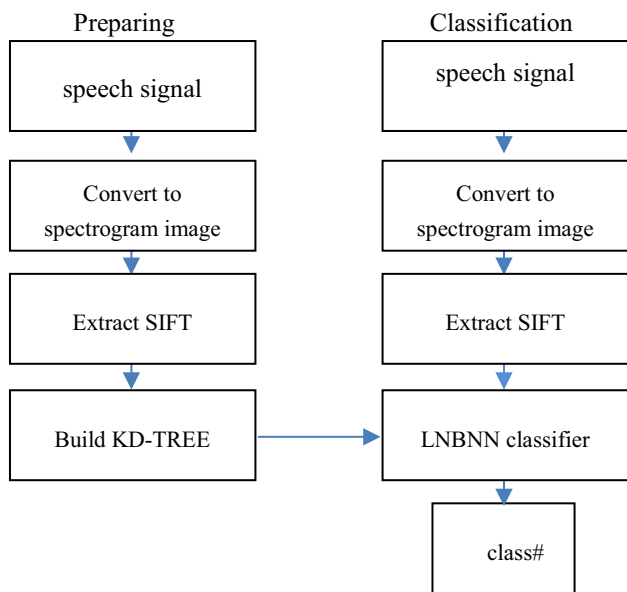 Preparing
speech signal
Convert to
spectrogram image
Extract SIFT
Build KD-TREE
Classification
speech signal
Convert to
spectrogram image
Extract SIFT
LNBNN classifier
class#